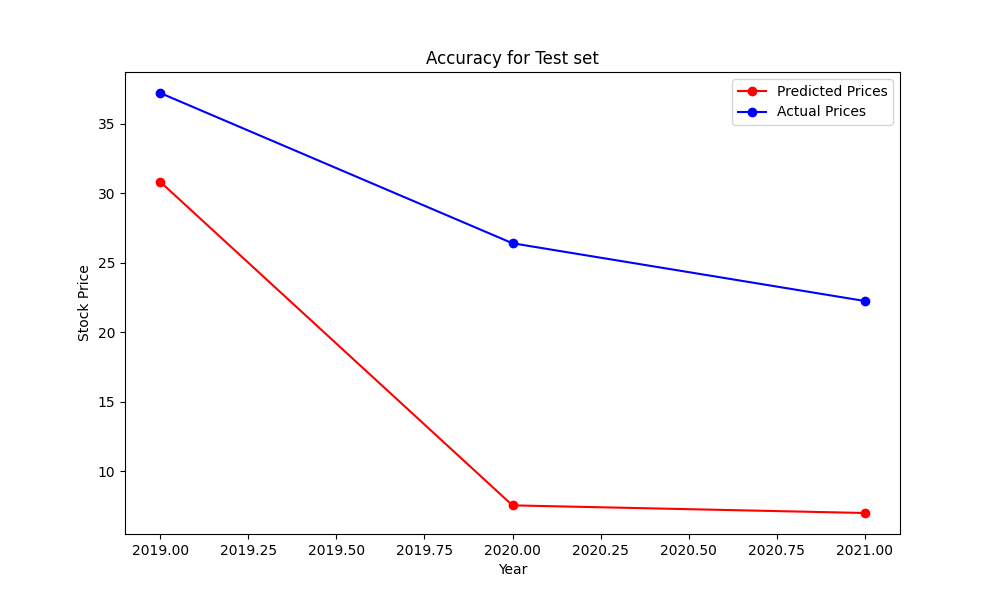 Accuracy for Test set
Predicted Prices
Actual Prices
Stock Price
35
30
25
20
15
10
2019.00 2019.25 2019.50 2019.75 2020.00 2020.25 2020.50 2020.75 2021.00
Year